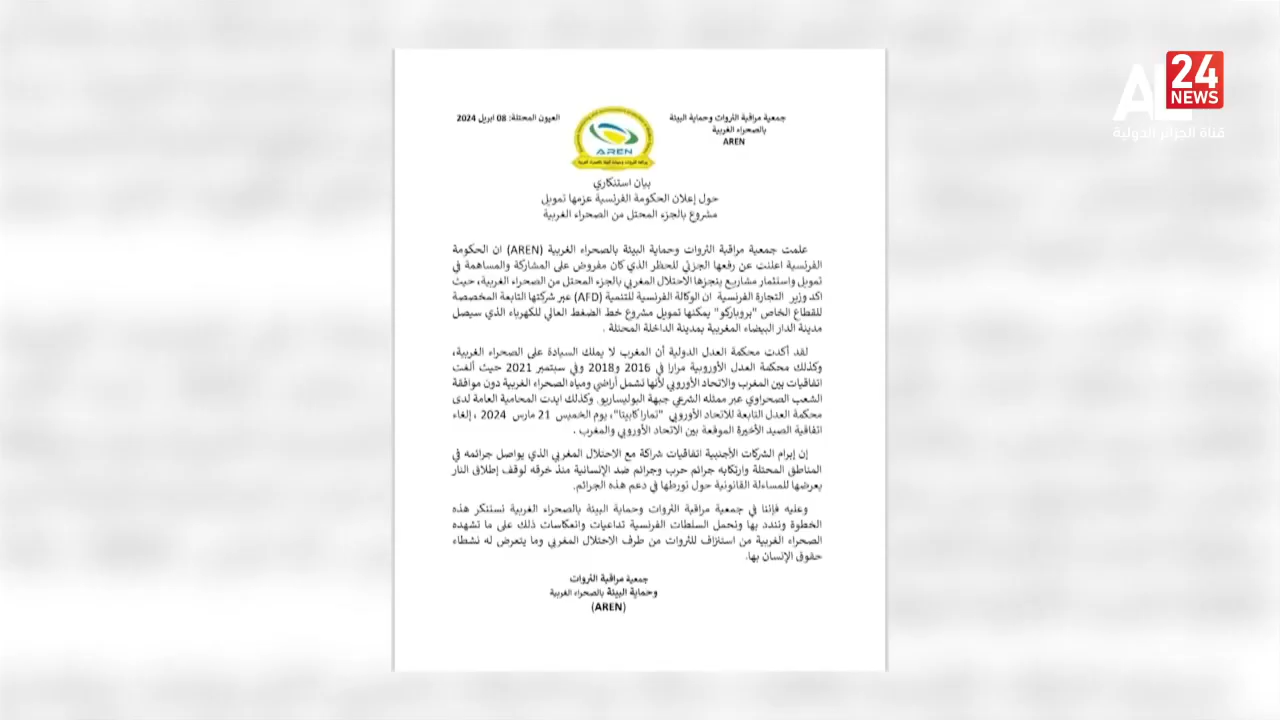 AL 24 NEWS
قناة الجزائر الدولية
جمعية مراقبة الثروات وحماية البيئة
بالصحراء الغربية
AREN
AREN
العيون المحتلة: 08 ابريل 2024
بيان استنكاري
حول إعلان الحكومة الفرنسية عزمها تمويل
مشروع بالجزء المحتل من الصحراء الغربية
علمت جمعية مراقبة الثروات وحماية البيئة بالصحراء الغربية (AREN) ان الحكومة
الفرنسية اعلنت عن رفعها الجزئي للحظر الذي كان مفروض على المشاركة والمساهمة في
تمويل واستثمار مشاريع ينجزها الاحتلال المغربي بالجزء المحتل من الصحراء الغربية، حيث
اكد وزير التجارة الفرنسية ان الوكالة الفرنسية للتنمية (AFD) عبر شركتها التابعة المخصصة
للقطاع الخاص "بروباركو" يمكنها تمويل مشروع خط الضغط العالي للكهرباء الذي سيصل
مدينة الدار البيضاء المغربية بمدينة الداخلة المحتلة .
لقد أكدت محكمة العدل الدولية أن المغرب لا يملك السيادة على الصحراء الغربية،
وكذلك محكمة العدل الأوروبية مرارا في 2016 و2018 وفي سبتمبر 2021 حيث ألغت
اتفاقيات بين المغرب والاتحاد الأوروبي لأنها تشمل أراضي ومياه الصحراء الغربية دون موافقة
الشعب الصحراوي عبر ممثله الشرعي جبهة البوليساريو. وكذلك ايدت المحامية العامة لدى
محكمة العدل التابعة للاتحاد الأوروبي "تمارا كابيتا"، يوم الخميس 21 مارس 2024 ، إلغاء
اتفاقية الصيد الأخيرة الموقعة بين الاتحاد الأوروبي والمغرب .
إن إبرام الشركات الأجنبية اتفاقيات شراكة مع الاحتلال المغربي الذي يواصل جرائمه في
المناطق المحتلة وارتكابه جرائم حرب وجرائم ضد الإنسانية منذ خرقه لوقف إطلاق النار
يعرضها للمساءلة القانونية حول تورطها في دعم هذه الجرائم.
وعليه فإننا في جمعية مراقبة الثروات وحماية البيئة بالصحراء الغربية نستنكر هذه
الخطوة ونندد بها ونحمل السلطات الفرنسية تداعيات وانعكاسات ذلك على ما تشهده
الصحراء الغربية من استنزاف للثروات من طرف الاحتلال المغربي وما يتعرض له نشطاء
حقوق الإنسان بها.
جمعية مراقبة الثروات
وحماية البيئة بالصحراء الغربية
(AREN)